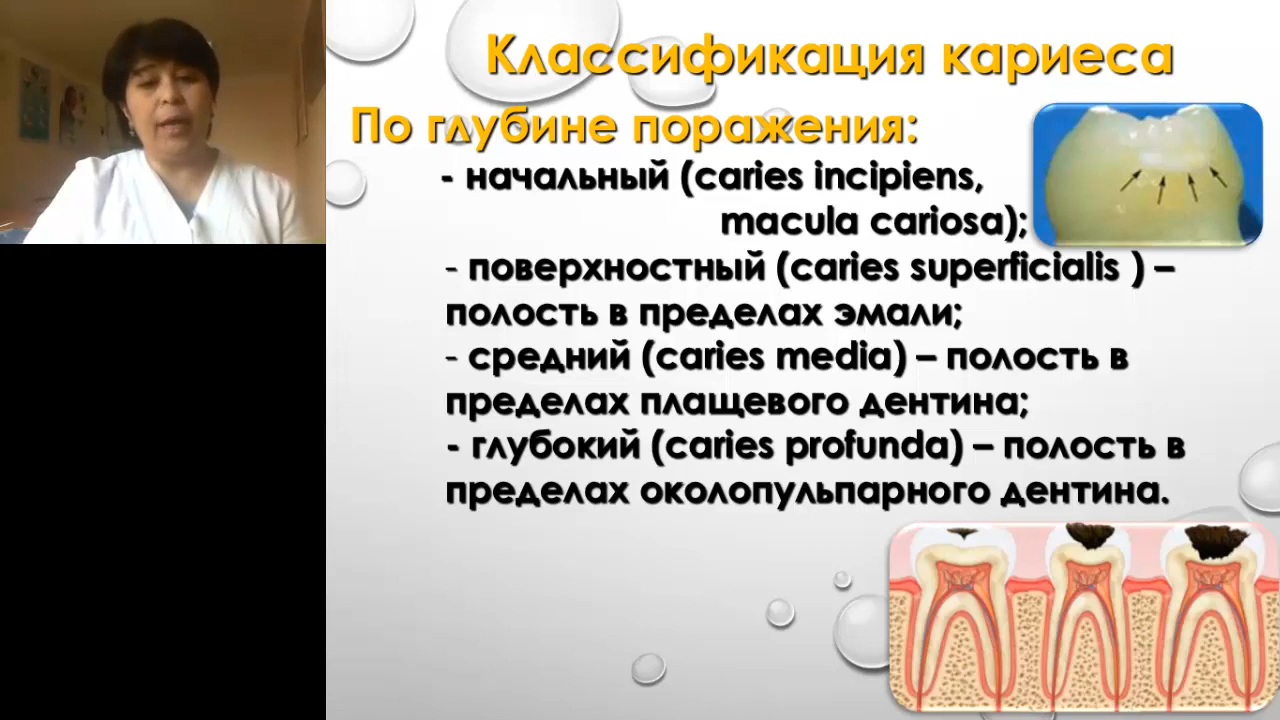 Классификация кариеса
По глубине поражения:
- начальный (caries incipiens,
macula cariosa);
- поверхностный (caries superficialis ) –
полость в пределах эмали;
- средний (caries media) – полость в
пределах плащевого дентина;
- глубокий (caries profunda) – полость в
пределах околопульпарного дентина.